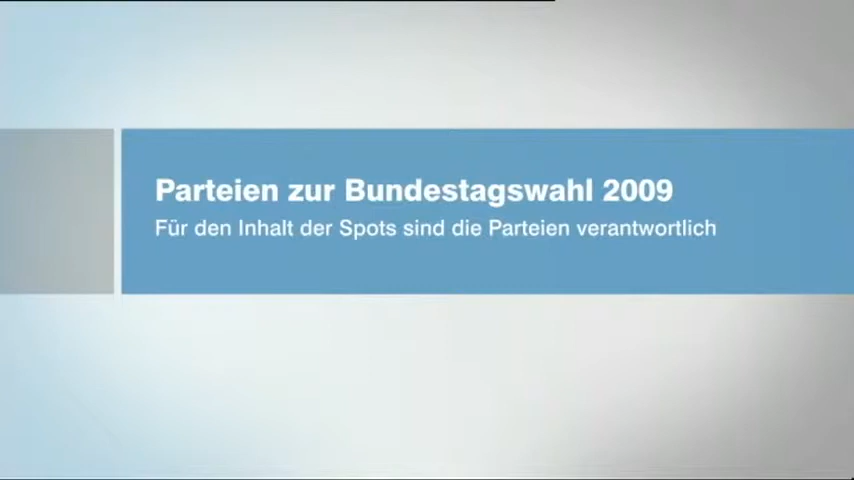 Parteien zur Bundestagswahl 2009
Für den Inhalt der Spots sind die Parteien verantwortlich